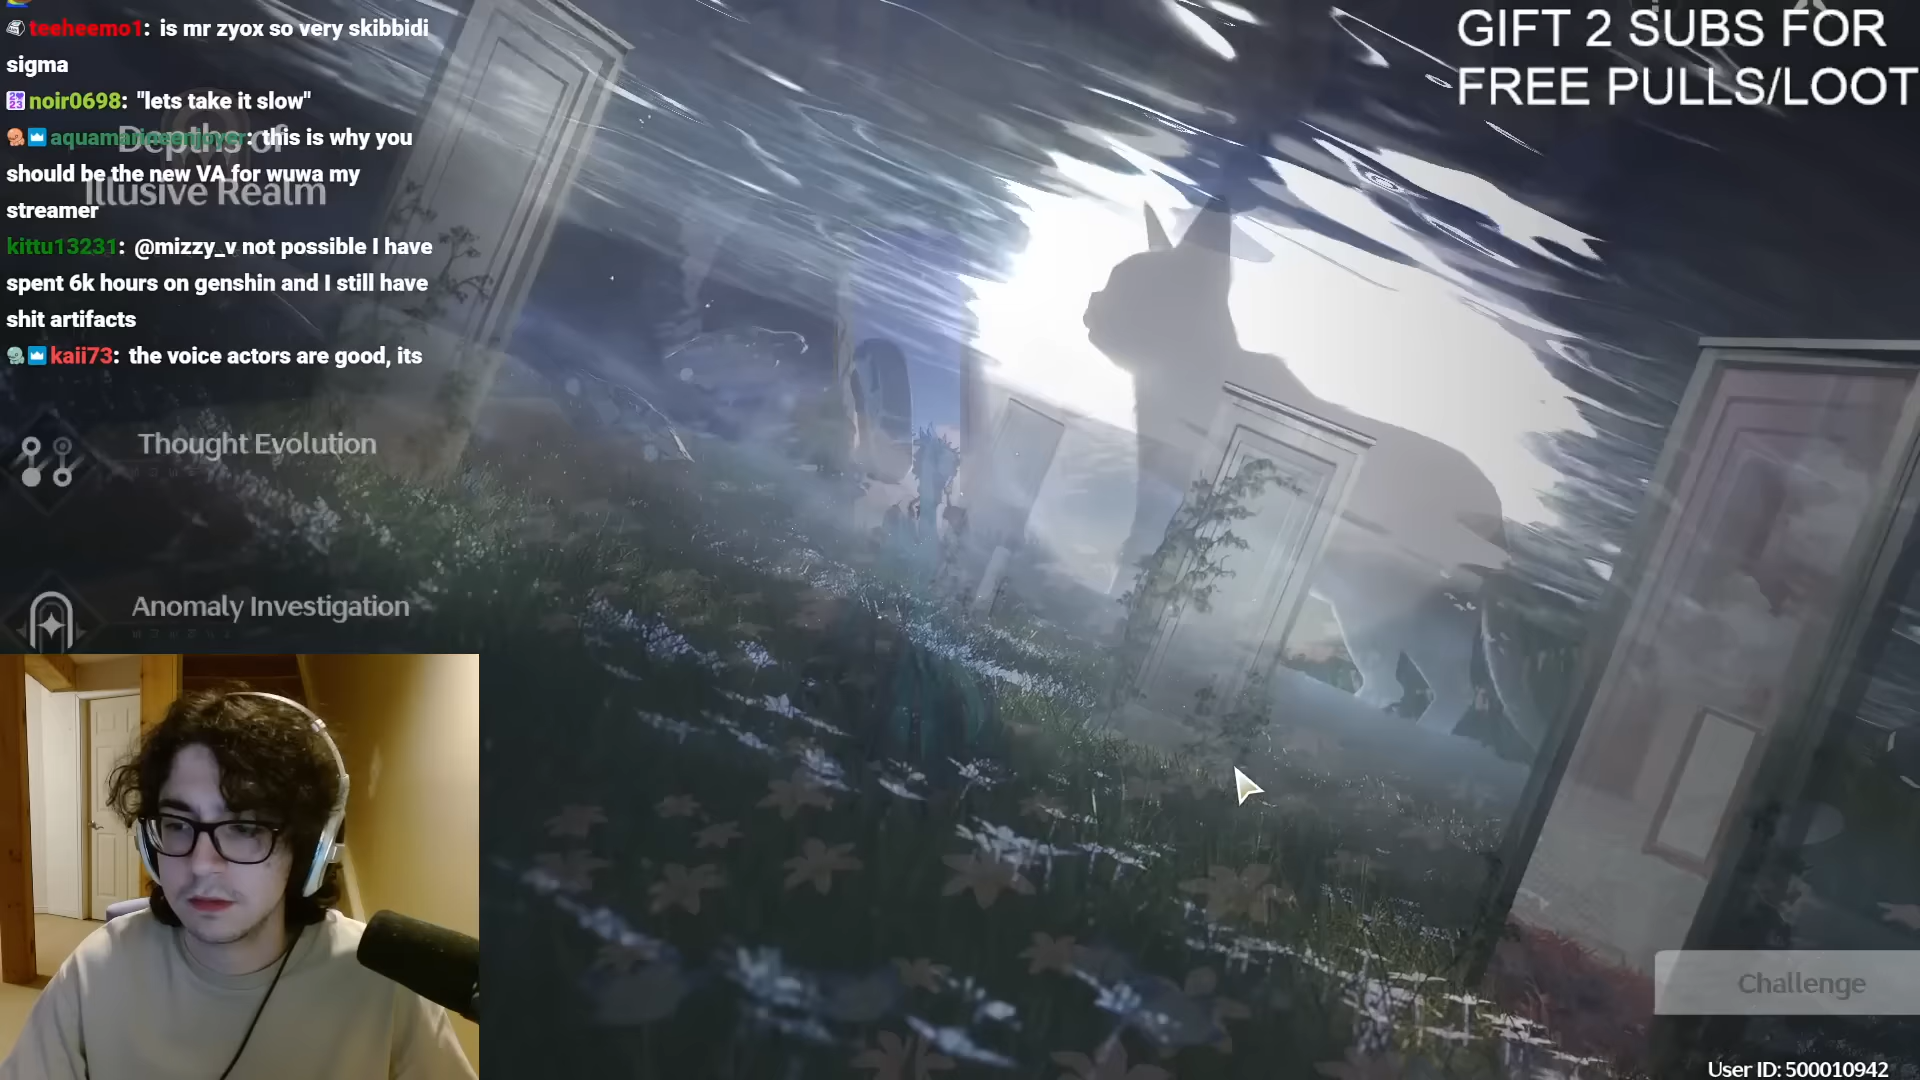 GIFT 2 SUBS FOR
FREE PULLS/LOOT
teeheemo1: is mr zyox so very skibbidi
sigma
noir0698: "lets take it slow"
aquamarineenjoyer: this is why you
should be the new VA for wuwa my
streamer
kittu13231: @mizzy_v not possible I have
spent 6k hours on genshin and I still have
shit artifacts
kaii73: the voice actors are good, its
Depths of
Illusive Realm
Thought Evolution
Anomaly Investigation
Challenge
User ID: 500010942